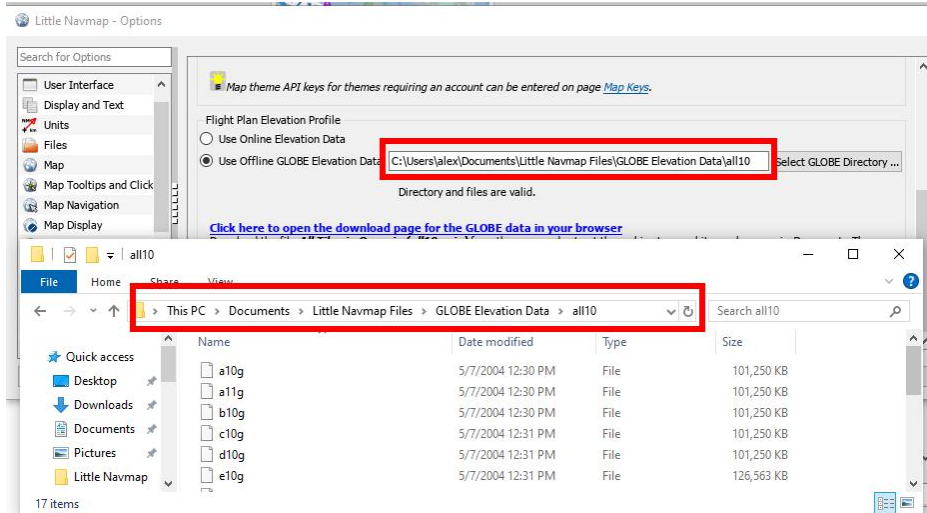 Little Navmap - Options
Search for Options
User Interface
Display and Text
Units
Files
Map
Map Tooltips and Click
Map Navigation
Map Display
Map theme API keys for themes requiring an account can be entered on page Map Keys.
Flight Plan Elevation Profile
Use Online Elevation Data
Use Offline GLOBE Elevation Data C:\Users\alex\Documents\Little Navmap Files\GLOBE Elevation Data\all10 Select GLOBE Directory ...
Directory and files are valid.
Click here to open the download page for the GLOBE data in your browser
all10
File Home Share View
This PC > Documents > Little Navmap Files > GLOBE Elevation Data > all10 Search all10
Quick access
Desktop
Downloads
Documents
Pictures
Little Navmap
Name Date modified Type Size
a10g 5/7/2004 12:30 PM File 101,250 KB
a11g 5/7/2004 12:30 PM File 101,250 KB
b10g 5/7/2004 12:30 PM File 101,250 KB
c10g 5/7/2004 12:31 PM File 101,250 KB
d10g 5/7/2004 12:31 PM File 101,250 KB
e10g 5/7/2004 12:31 PM File 126,563 KB
17 items